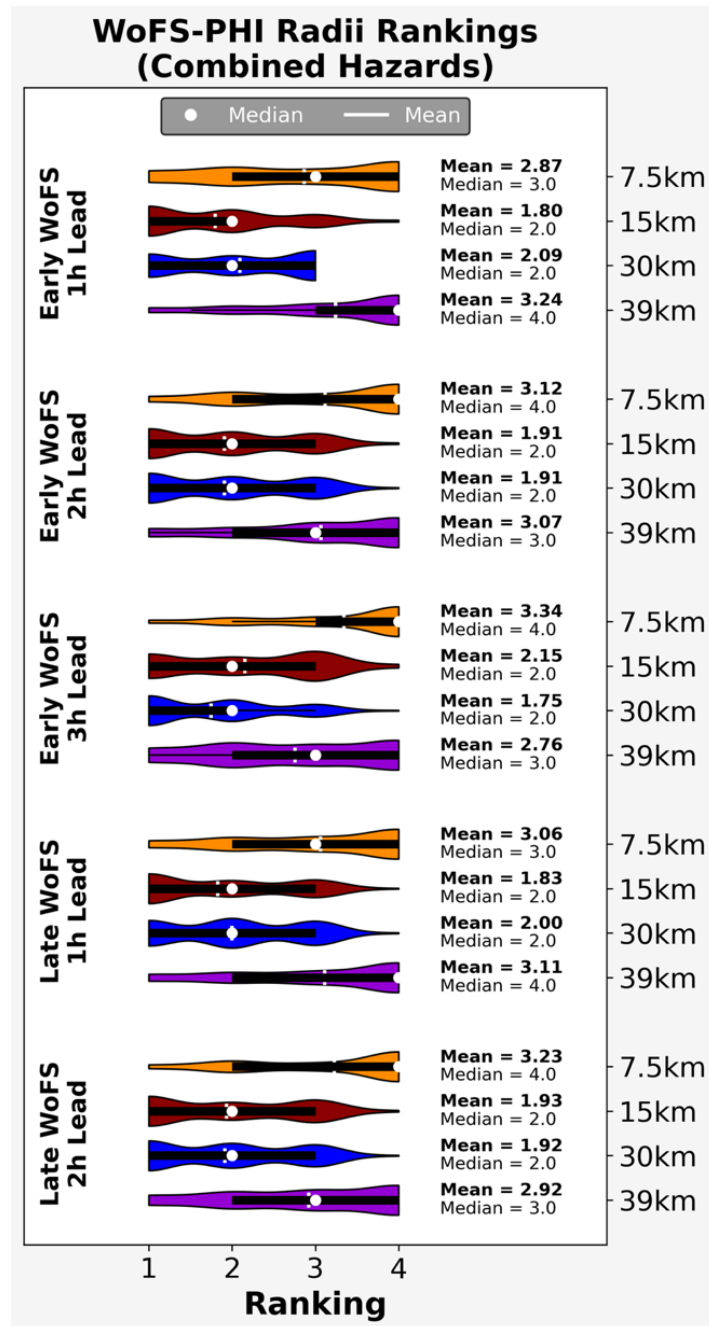 WoFS-PHI Radii Rankings
(Combined Hazards)
Median Mean
Early WoFS
1h Lead
Mean = 2.87
Median = 3.0
7.5km
Mean = 1.80
Median = 2.0
15km
Mean = 2.09
Median = 2.0
30km
Mean = 3.24
Median = 4.0
39km
Early WoFS
2h Lead
Mean = 3.12
Median = 4.0
7.5km
Mean = 1.91
Median = 2.0
15km
Mean = 1.91
Median = 2.0
30km
Mean = 3.07
Median = 3.0
39km
Early WoFS
3h Lead
Mean = 3.34
Median = 4.0
7.5km
Mean = 2.15
Median = 2.0
15km
Mean = 1.75
Median = 2.0
30km
Mean = 2.76
Median = 3.0
39km
Late WoFS
1h Lead
Mean = 3.06
Median = 3.0
7.5km
Mean = 1.83
Median = 2.0
15km
Mean = 2.00
Median = 2.0
30km
Mean = 3.11
Median = 4.0
39km
Late WoFS
2h Lead
Mean = 3.23
Median = 4.0
7.5km
Mean = 1.93
Median = 2.0
15km
Mean = 1.92
Median = 2.0
30km
Mean = 2.92
Median = 3.0
39km
1 2 3 4
Ranking